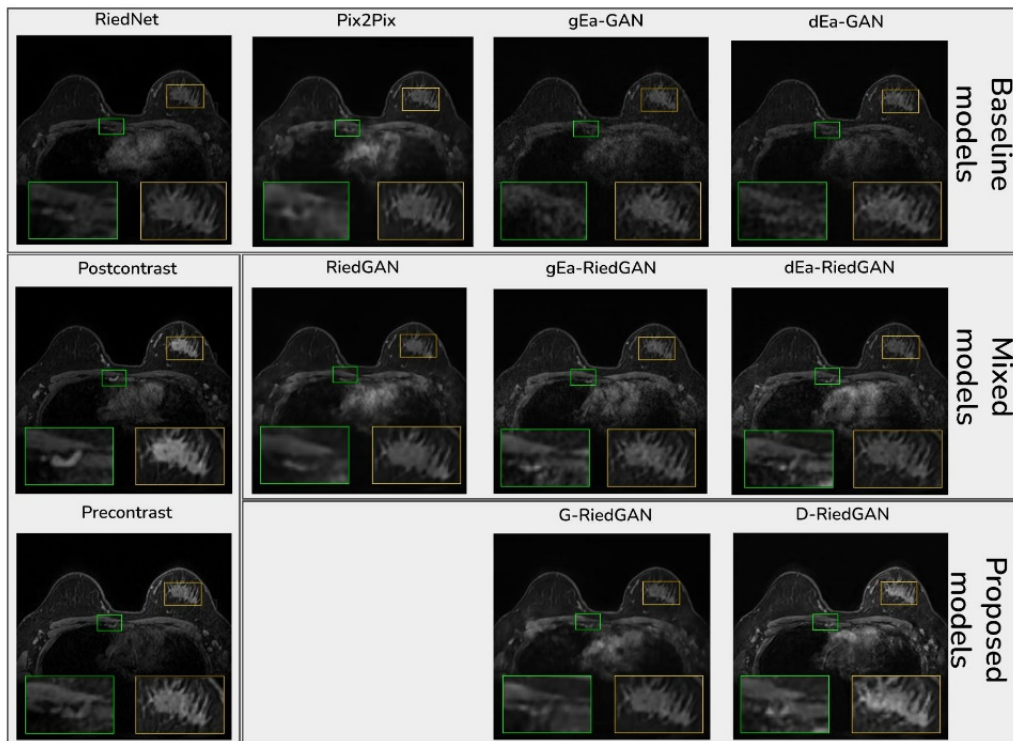 RiedNet
Pix2Pix
gEa-GAN
dEa-GAN
Baseline
models
Postcontrast
RiedGAN
gEa-RiedGAN
dEa-RiedGAN
Mixed
models
Precontrast
G-RiedGAN
D-RiedGAN
Proposed
models